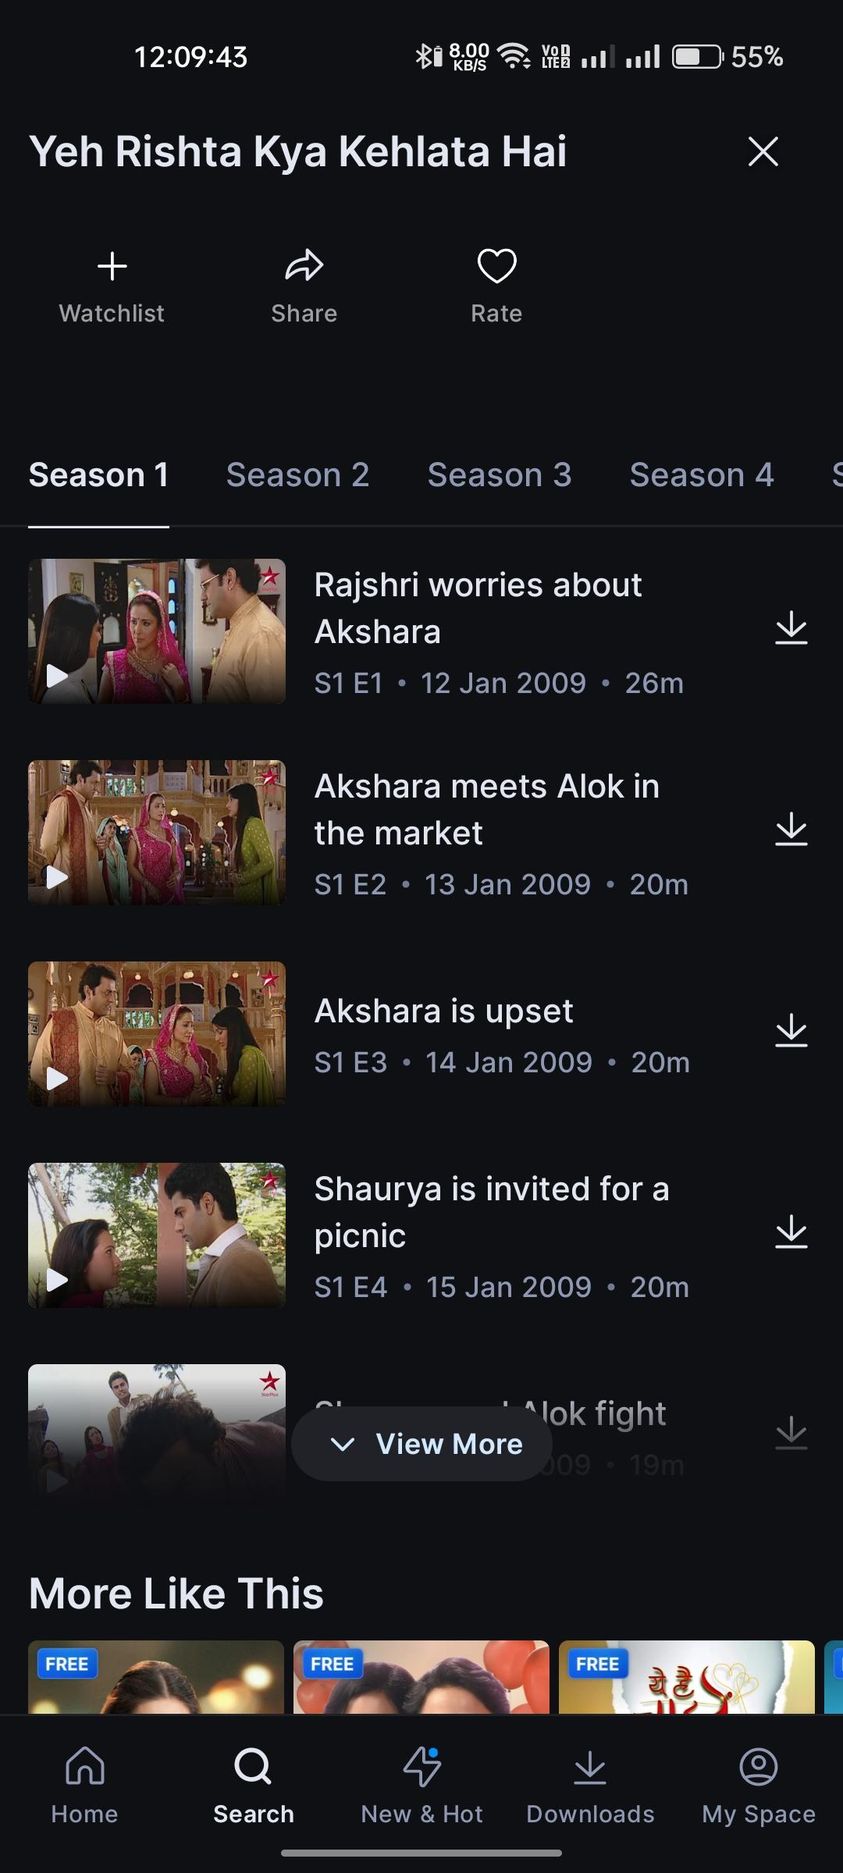 12:09:43
8.00 KB/S
Vo LTE 2
55%
Yeh Rishta Kya Kehlata Hai
Watchlist
Share
Rate
Season 1
Season 2
Season 3
Season 4
Rajshri worries about
Akshara
S1 E1 • 12 Jan 2009 • 26m
Akshara meets Alok in
the market
S1 E2 • 13 Jan 2009 • 20m
Akshara is upset
S1 E3 • 14 Jan 2009 • 20m
Shaurya is invited for a
picnic
S1 E4 • 15 Jan 2009 • 20m
Alok fight
View More
• 19m
More Like This
FREE
FREE
FREE
ये है
Home
Search
New & Hot
Downloads
My Space